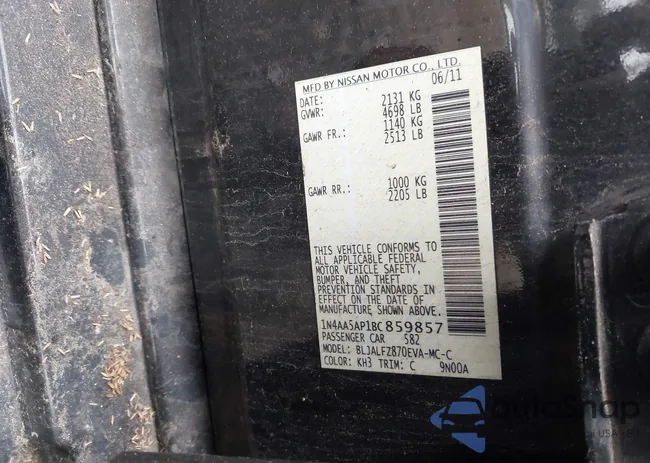 MFD BY NISSAN MOTOR CO., LTD.
DATE: 06/11
GVWR: 2131 KG
4698 LB
GAWR FR.: 1140 KG
2513 LB
GAWR RR.: 1000 KG
2205 LB
THIS VEHICLE CONFORMS TO
ALL APPLICABLE FEDERAL
MOTOR VEHICLE SAFETY,
BUMPER, AND THEFT
PREVENTION STANDARDS IN
EFFECT ON THE DATE OF
MANUFACTURE SHOWN ABOVE.
1N4AA5AP1BC859857
PASSENGER CAR 582
MODEL: BLJALFZ870EVA-MC-C
COLOR: KH3 TRIM: C 9N00A
AutoSnap
USA